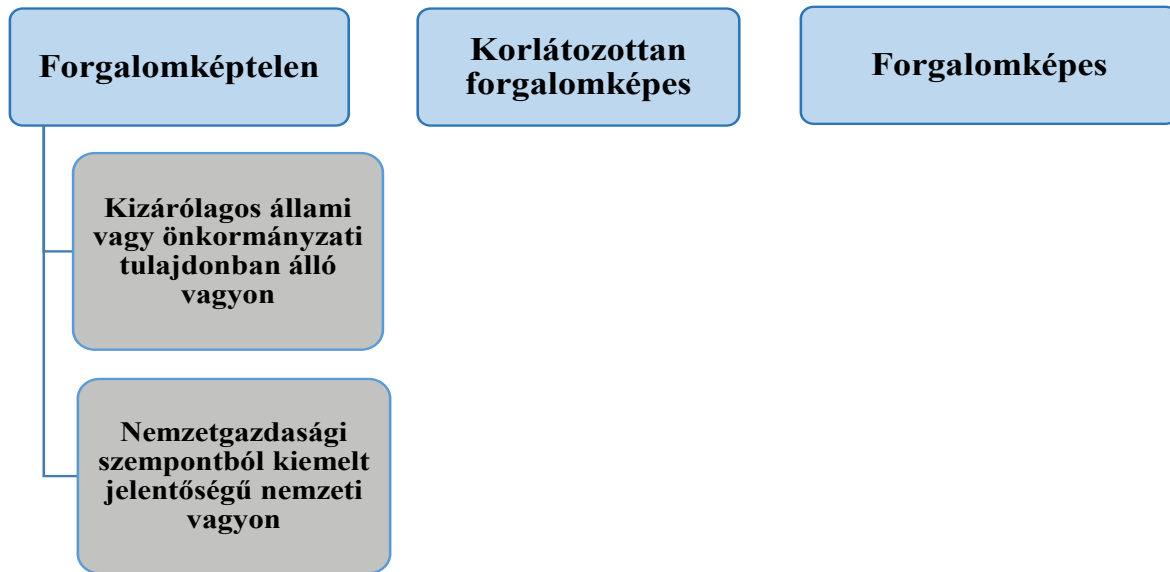 Forgalomképtelen
Korlátozottan
forgalomképes
Forgalomképes
Kizárólagos állami
vagy önkormányzati
tulajdonban álló
vagyon
Nemzetgazdasági
szempontból kiemelt
jelentőségű nemzeti
vagyon